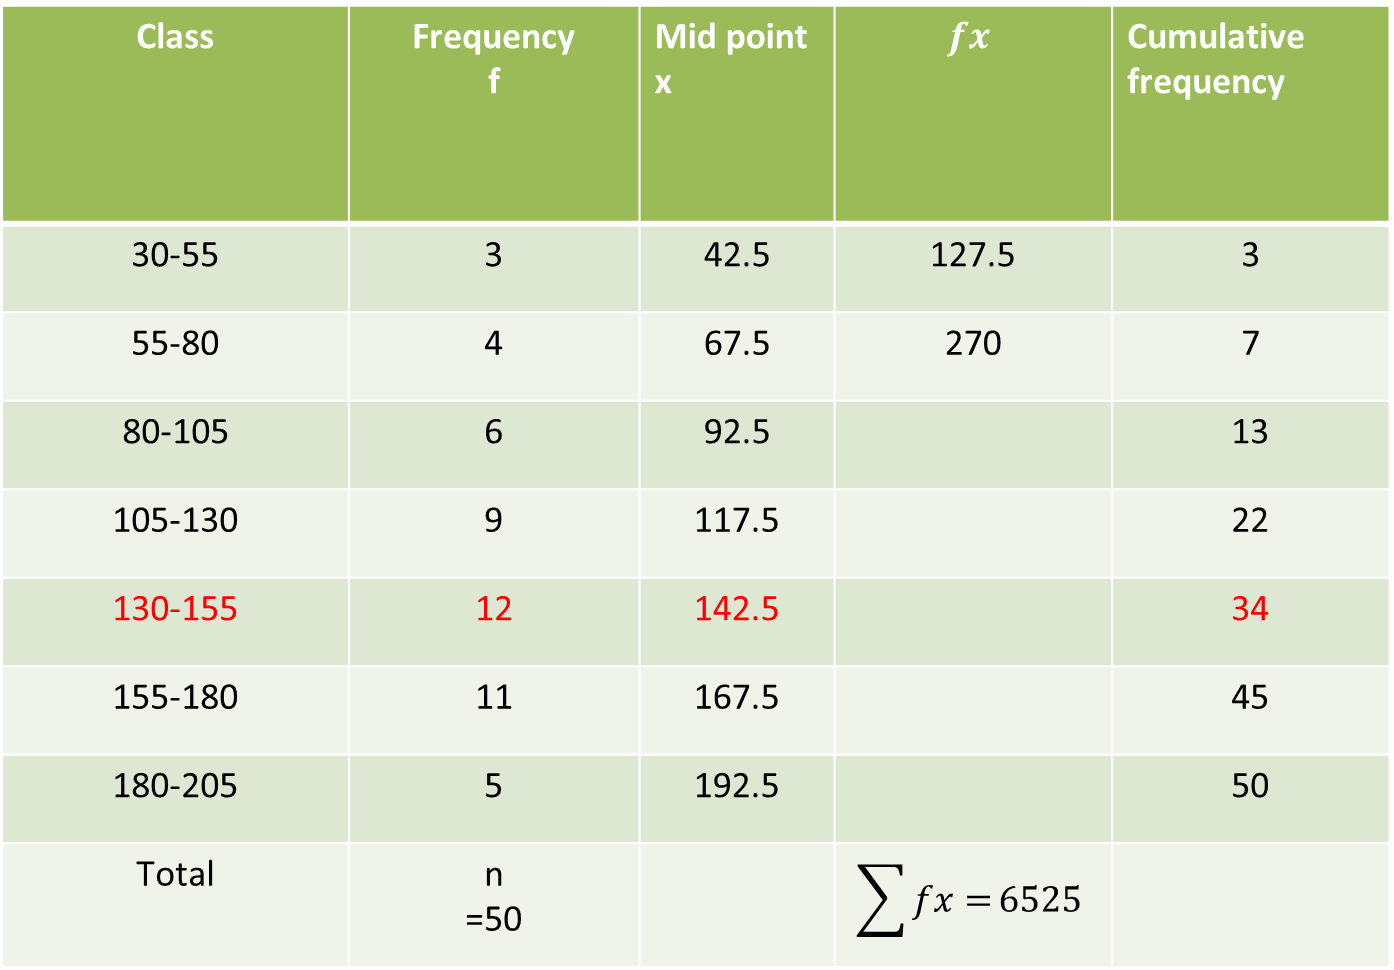 Class Frequency Mid point fx Cumulative
f x frequency
30-55 3 42.5 127.5 3
55-80 4 67.5 270 7
80-105 6 92.5 13
105-130 9 117.5 22
130-155 12 142.5 34
155-180 11 167.5 45
180-205 5 192.5 50
Total n ∑fx = 6525
=50